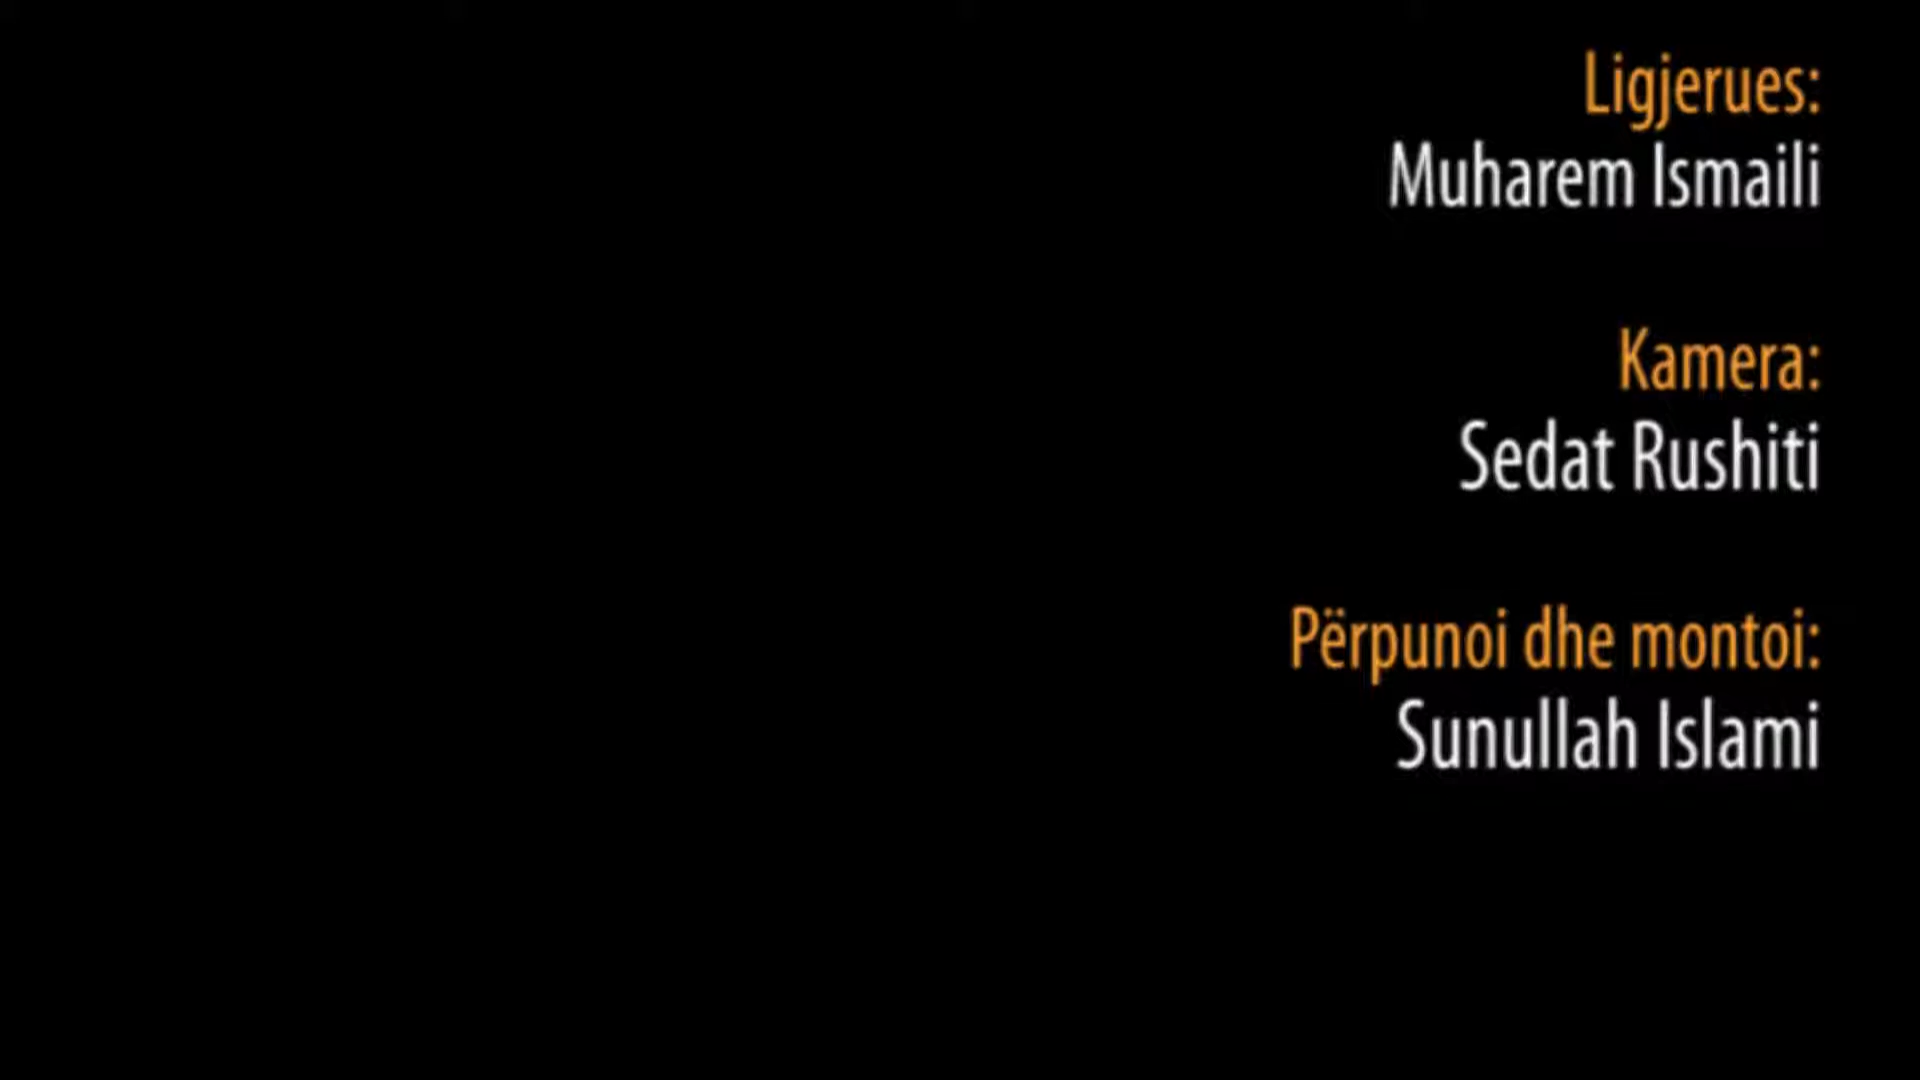 Ligjerues:
Muharem Ismaili
Kamera:
Sedat Rushiti
Përpunoi dhe montoi:
Sunullah Islami